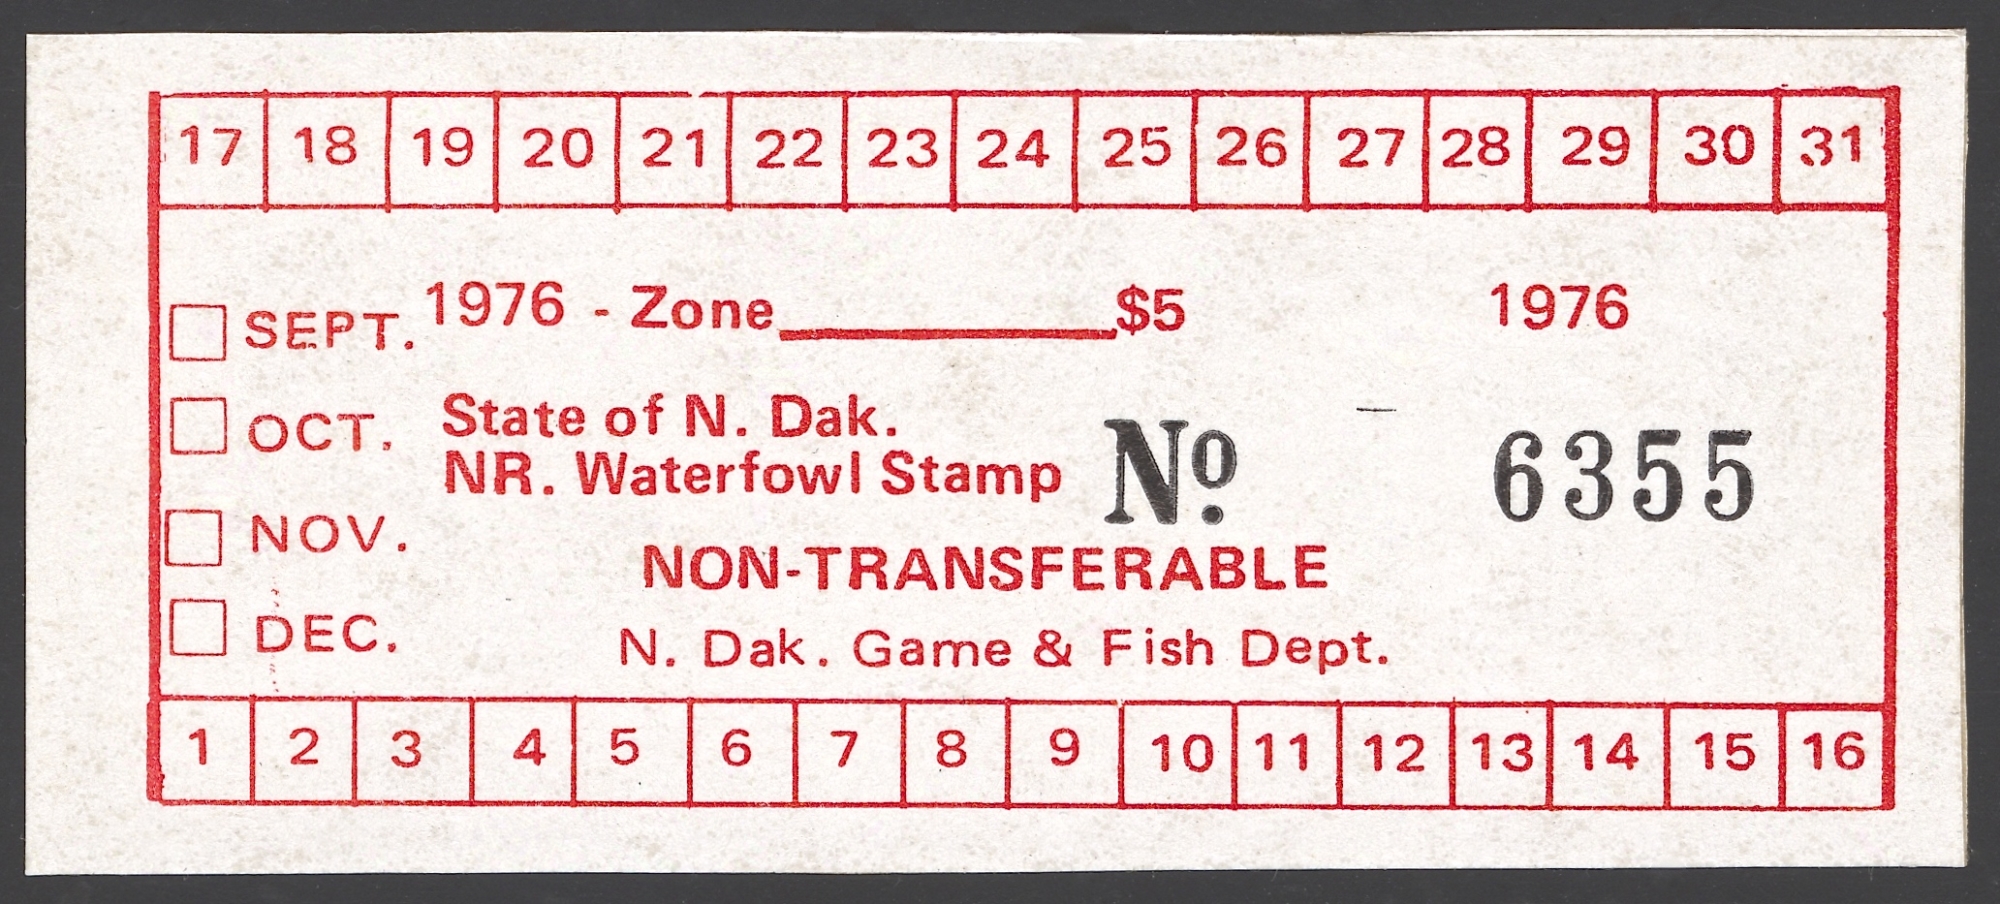 17 18 19 20 21 22 23 24 25 26 27 28 29 30 31
SEPT. 1976 - Zone__________$5 1976
OCT. State of N. Dak.
NR. Waterfowl Stamp Nº 6355
NOV. NON-TRANSFERABLE
DEC. N. Dak. Game & Fish Dept.
1 2 3 4 5 6 7 8 9 10 11 12 13 14 15 16